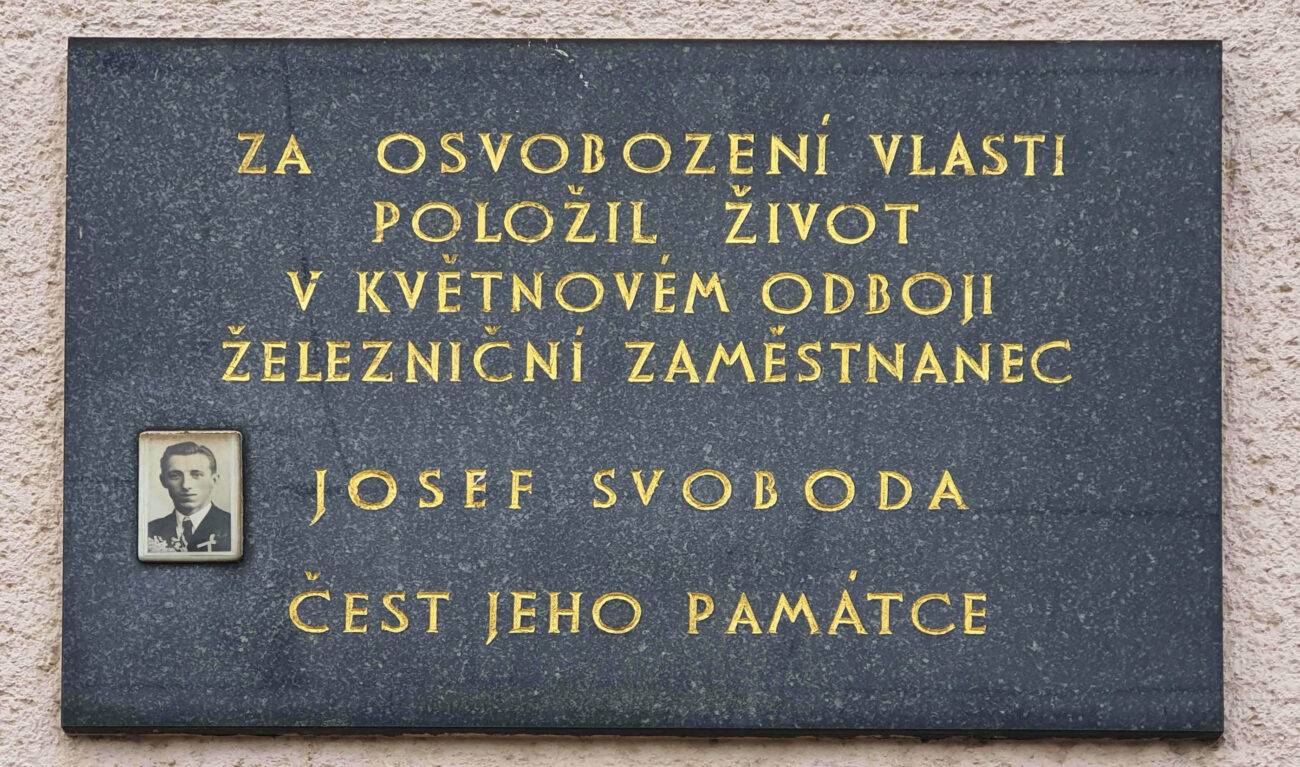 ZA OSVOBOZENÍ VLASTI
POLOŽIL ŽIVOT
V KVĚTNOVÉM ODBOJI
ŽELEZNIČNÍ ZAMĚSTNANEC
JOSEF SVOBODA
ČEST JEHO PAMÁTCE